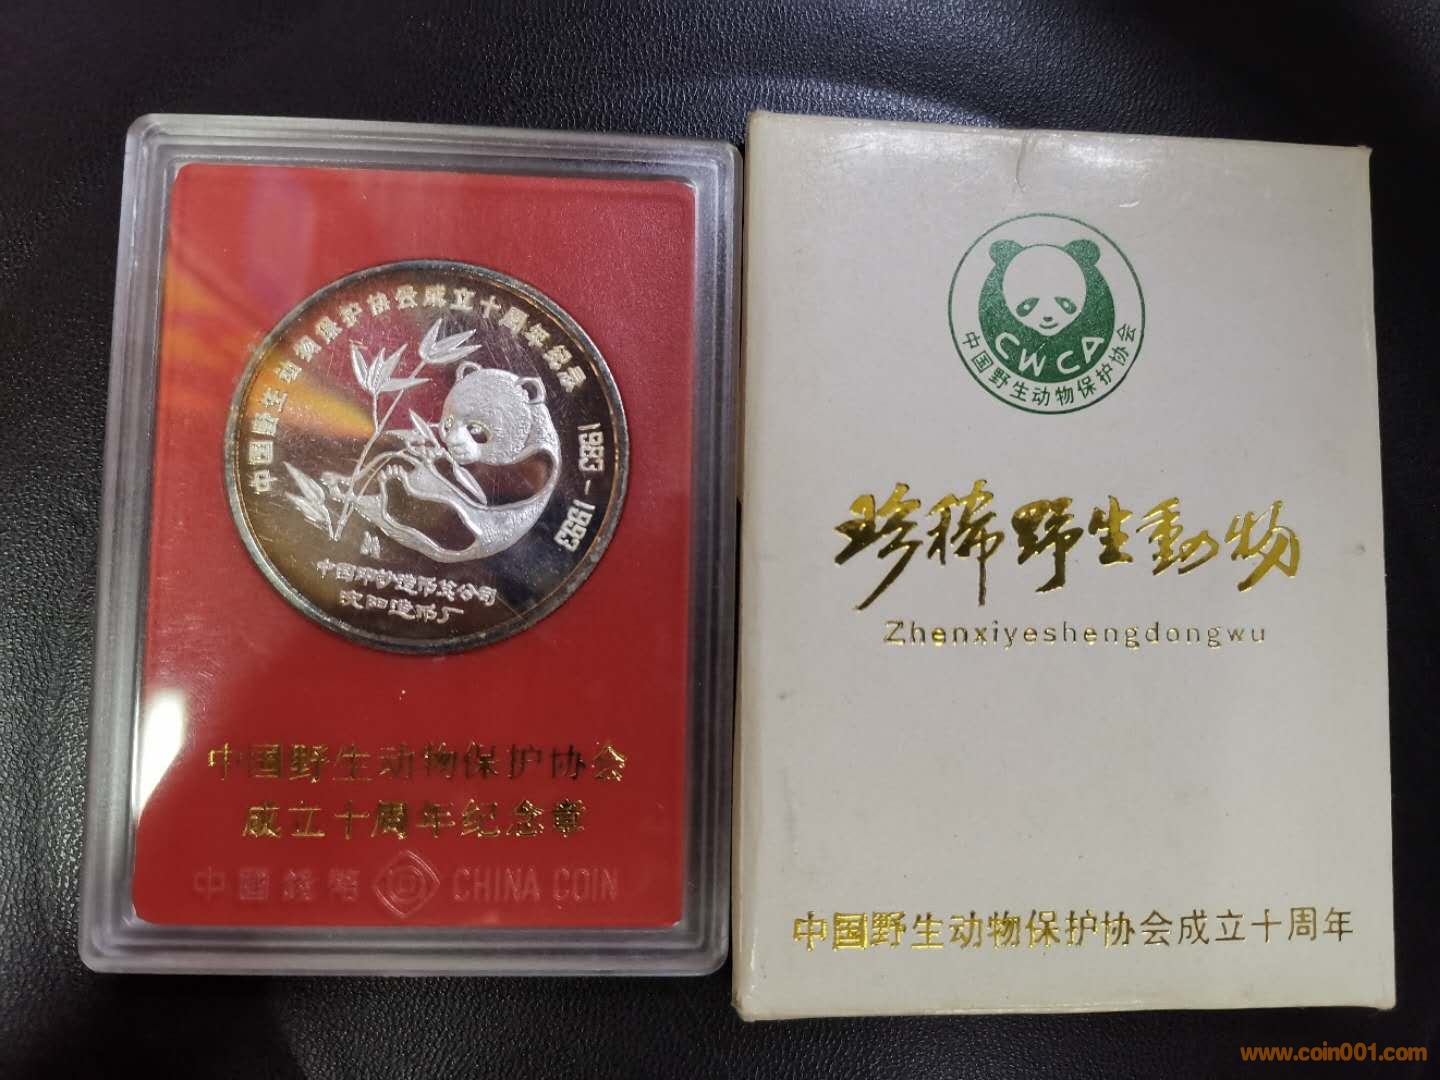 中国野生动物保护协会成立十周年纪念
1983-1993
中国印钞造币总公司
沈阳造币厂
中国野生动物保护协会
成立十周年纪念章
中國錢幣 CHINA COIN
CWCA
中国野生动物保护协会
珍稀野生動物
Zhenxiyeshengdongwu
中国野生动物保护协会成立十周年
www.coin001.com